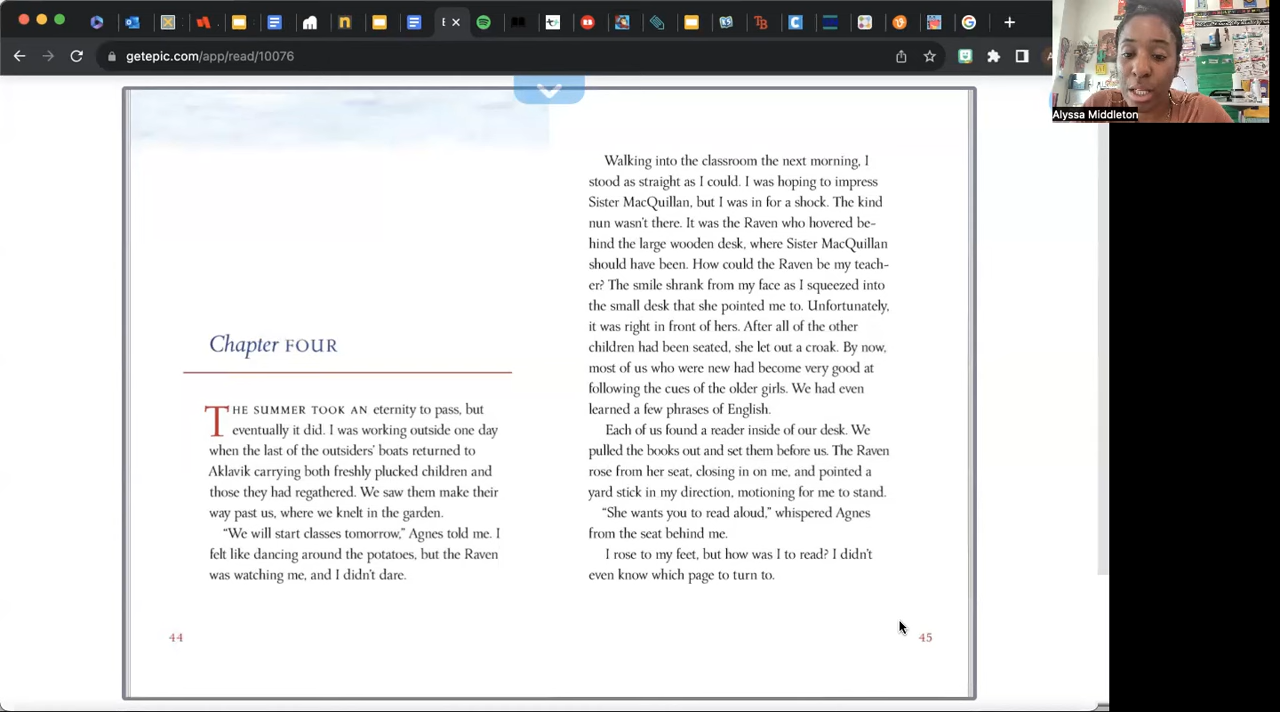 getepic.com/app/read/10076
Alyssa Middleton
Chapter FOUR
THE SUMMER TOOK AN eternity to pass, but
eventually it did. I was working outside one day
when the last of the outsiders' boats returned to
Aklavik carrying both freshly plucked children and
those they had regathered. We saw them make their
way past us, where we knelt in the garden.
"We will start classes tomorrow," Agnes told me. I
felt like dancing around the potatoes, but the Raven
was watching me, and I didn't dare.
44
Walking into the classroom the next morning, I
stood as straight as I could. I was hoping to impress
Sister MacQuillan, but I was in for a shock. The kind
nun wasn't there. It was the Raven who hovered be-
hind the large wooden desk, where Sister MacQuillan
should have been. How could the Raven be my teach-
er? The smile shrank from my face as I squeezed into
the small desk that she pointed me to. Unfortunately,
it was right in front of hers. After all of the other
children had been seated, she let out a croak. By now,
most of us who were new had become very good at
following the cues of the older girls. We had even
learned a few phrases of English.
Each of us found a reader inside of our desk. We
pulled the books out and set them before us. The Raven
rose from her seat, closing in on me, and pointed a
yard stick in my direction, motioning for me to stand.
"She wants you to read aloud," whispered Agnes
from the seat behind me.
I rose to my feet, but how was I to read? I didn't
even know which page to turn to.
45